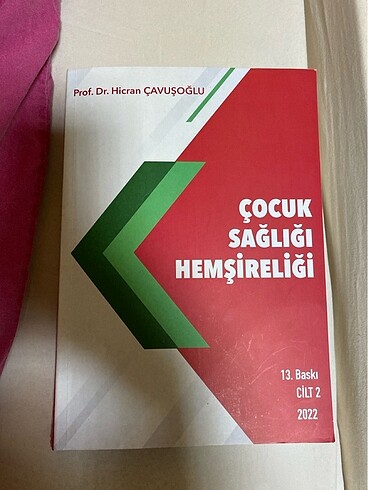 Prof. Dr. Hicran ÇAVUŞOĞLU
ÇOCUK
SAĞLIĞI
HEMŞİRELİĞİ
13. Baskı
CİLT 2
2022